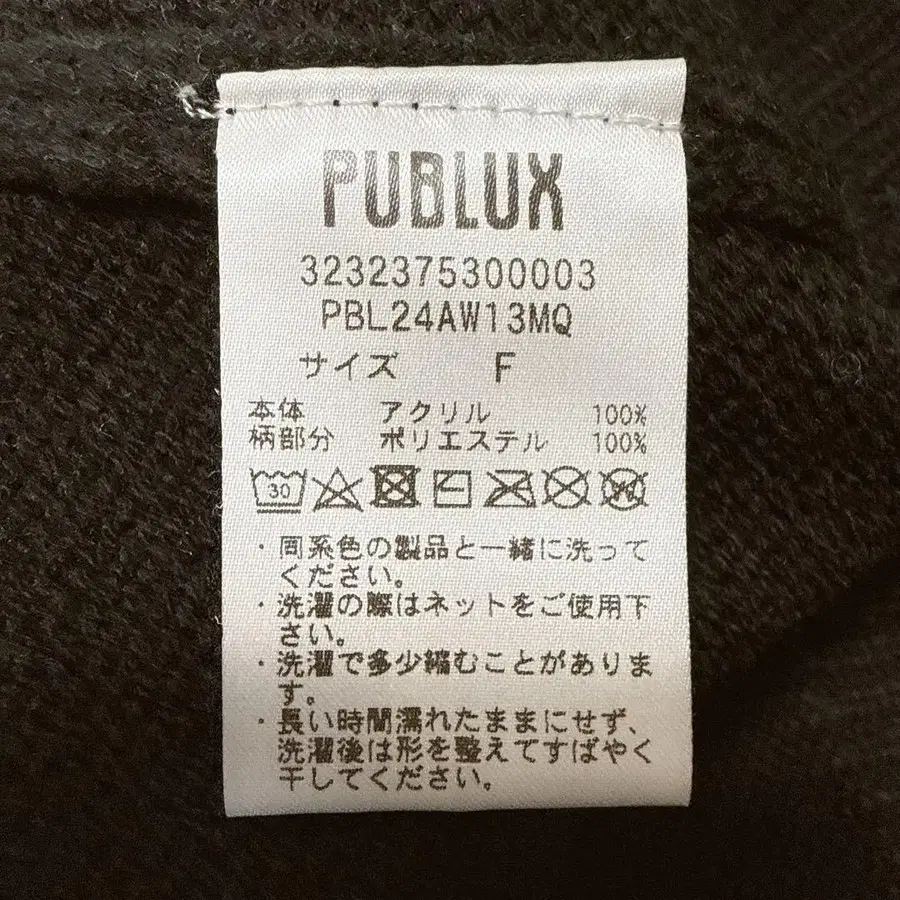 PUBLUX
3232375300003
PBL24AW13MQ
サイズ F
本体 アクリル 100%
柄部分 ポリエステル 100%
30
W
・同系色の製品と一緒に洗って
ください。
・洗濯の際はネットをご使用下
さい。
・洗濯で多少縮むことがありま
す。
・長い時間濡れたままにせず、
洗濯後は形を整えてすばやく
干してください。